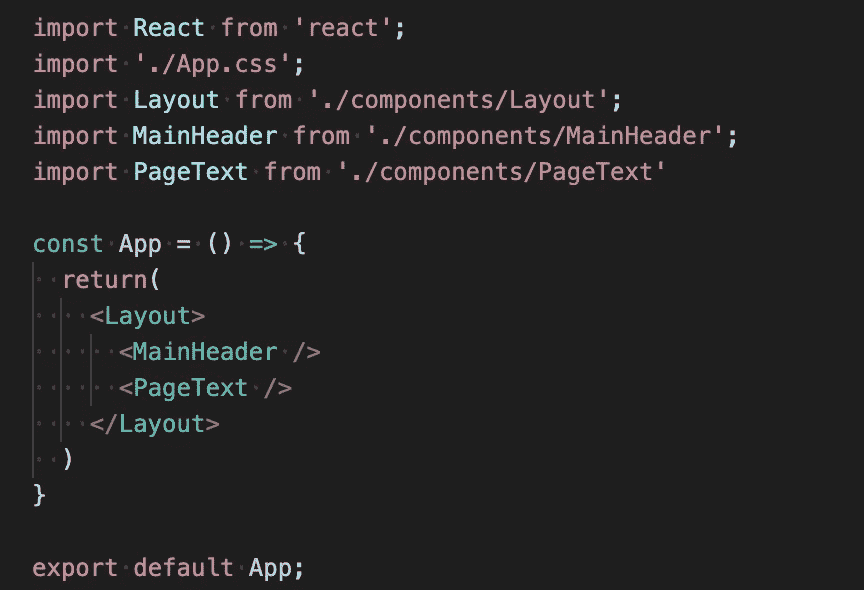 import React from 'react';
import './App.css';
import Layout from './components/Layout';
import MainHeader from './components/MainHeader';
import PageText from './components/PageText'

const App = () => {
  return(
    <Layout>
      <MainHeader />
      <PageText />
    </Layout>
  )
}

export default App;